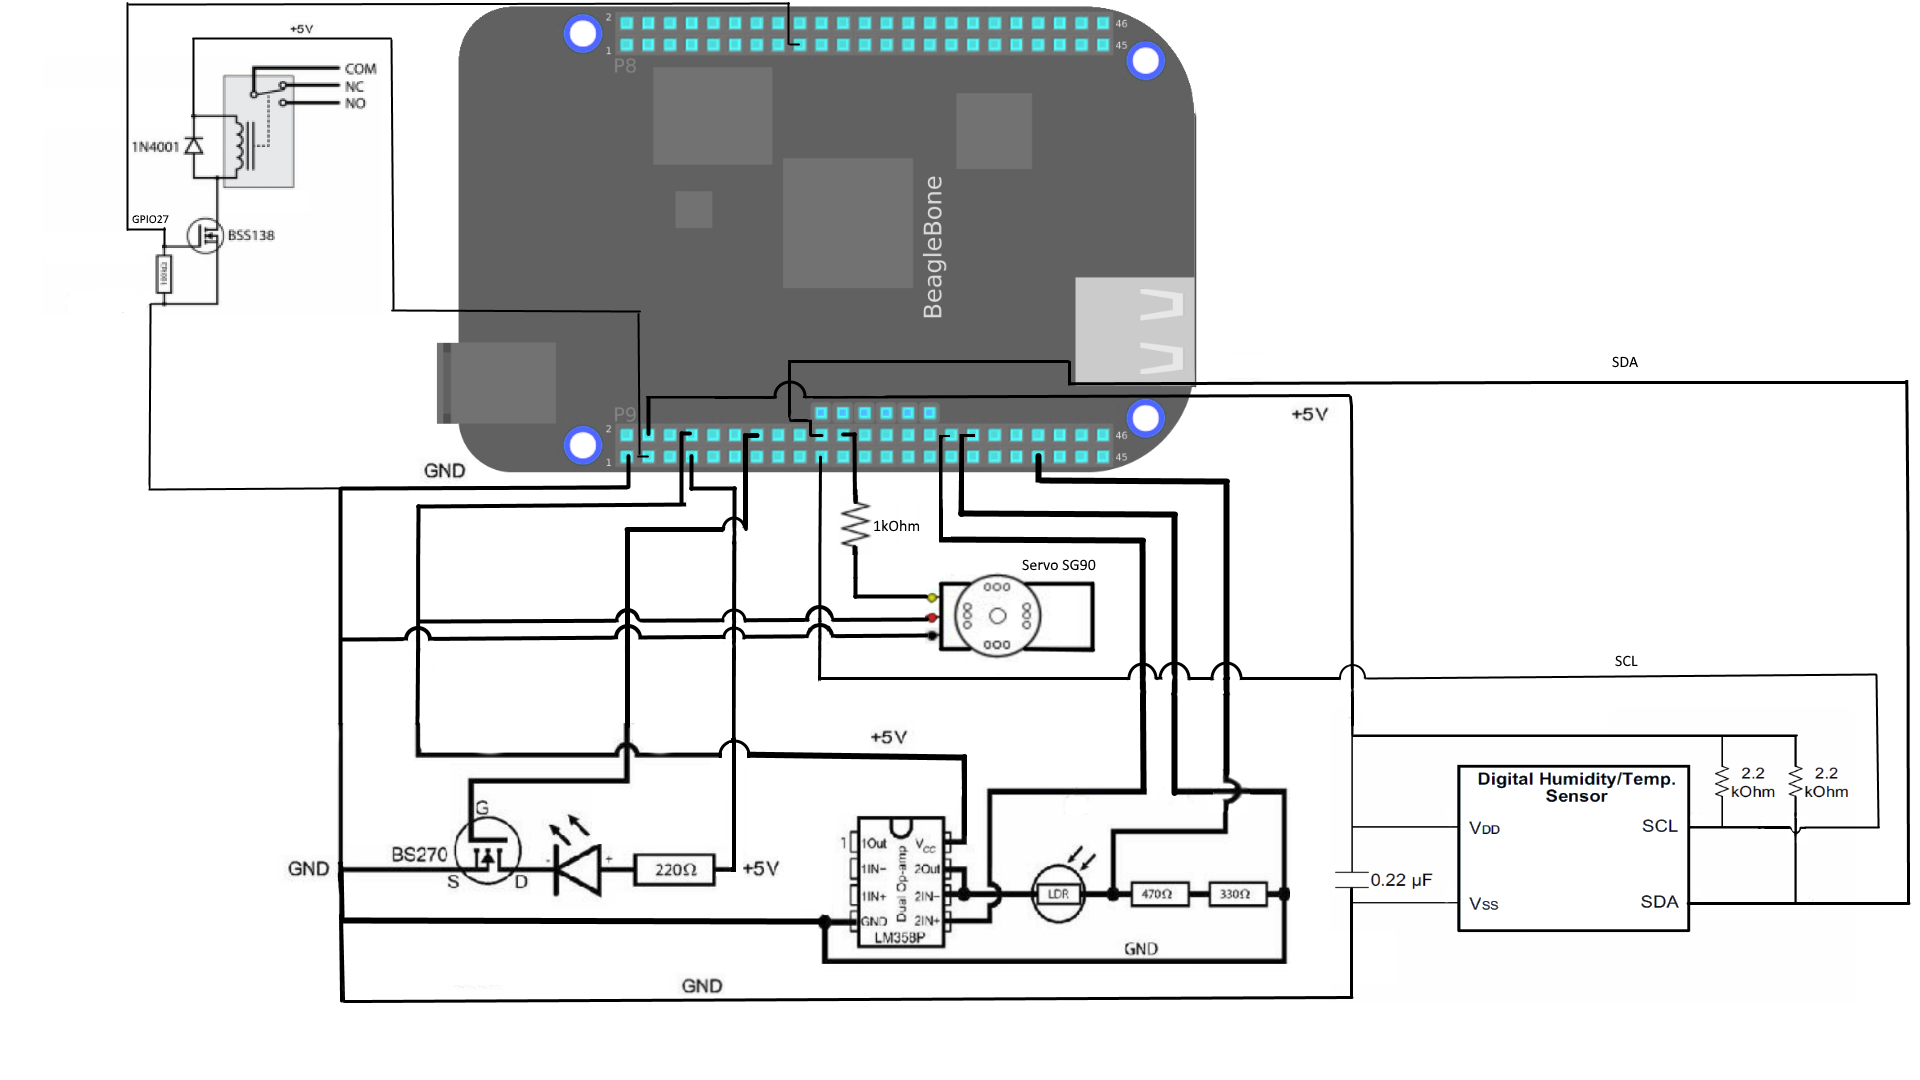 +5V
COM
NC
NO
1N4001
GPIO27
BSS138
100kΩ
2
46
1
45
P8
BeagleBone
P9
2
46
1
45
GND
+5V
SDA
1kOhm
Servo SG90
SCL
+5V
G
BS270
S
D
GND
-
+
220Ω
+5V
1
1Out
1IN-
1IN+
GND
Dual Op-amp
VCC
2Out
2IN-
2IN+
LM358P
LDR
470Ω
330Ω
GND
GND
0.22 µF
Digital Humidity/Temp.
Sensor
VDD
SCL
VSS
SDA
2.2
kOhm
2.2
kOhm